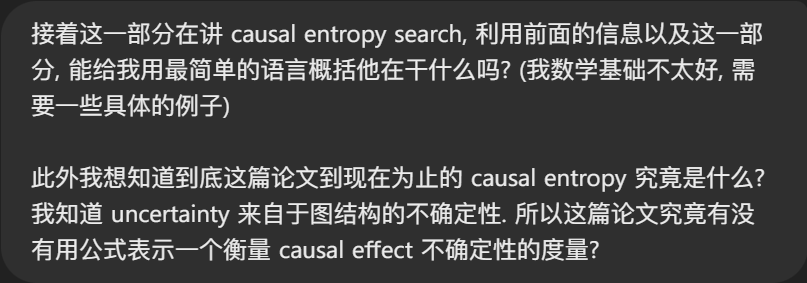 接着这一部分在讲 causal entropy search, 利用前面的信息以及这一部
分, 能给我用最简单的语言概括他在干什么吗? (我数学基础不太好, 需
要一些具体的例子)
此外我想知道到底这篇论文到现在为止的 causal entropy 究竟是什么?
我知道 uncertainty 来自于图结构的不确定性. 所以这篇论文究竟有没
有用公式表示一个衡量 causal effect 不确定性的度量?